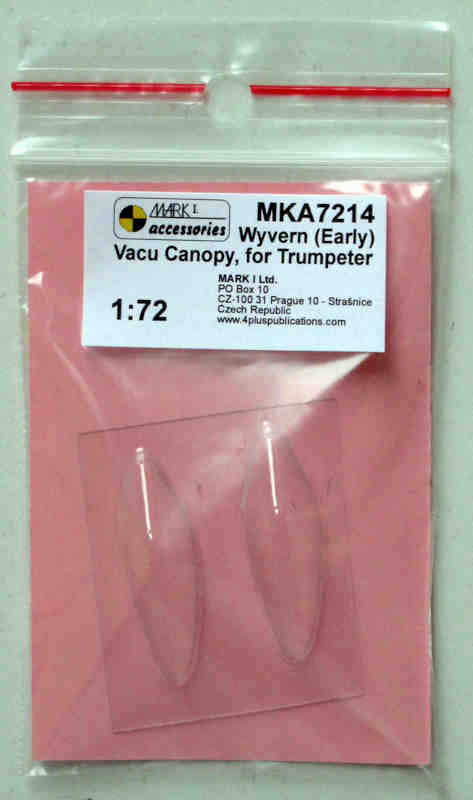 MARK I.
accessories
MKA7214
Wyvern (Early)
Vacu Canopy, for Trumpeter
1:72
MARK I Ltd.
PO Box 10
CZ-100 31 Prague 10 - Strašnice
Czech Republic
www.4pluspublications.com